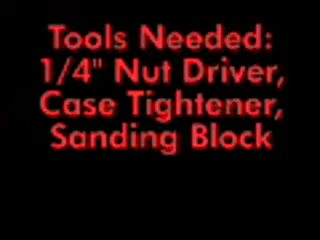 Tools Needed:
1/4" Nut Driver,
Case Tightener,
Sanding Block